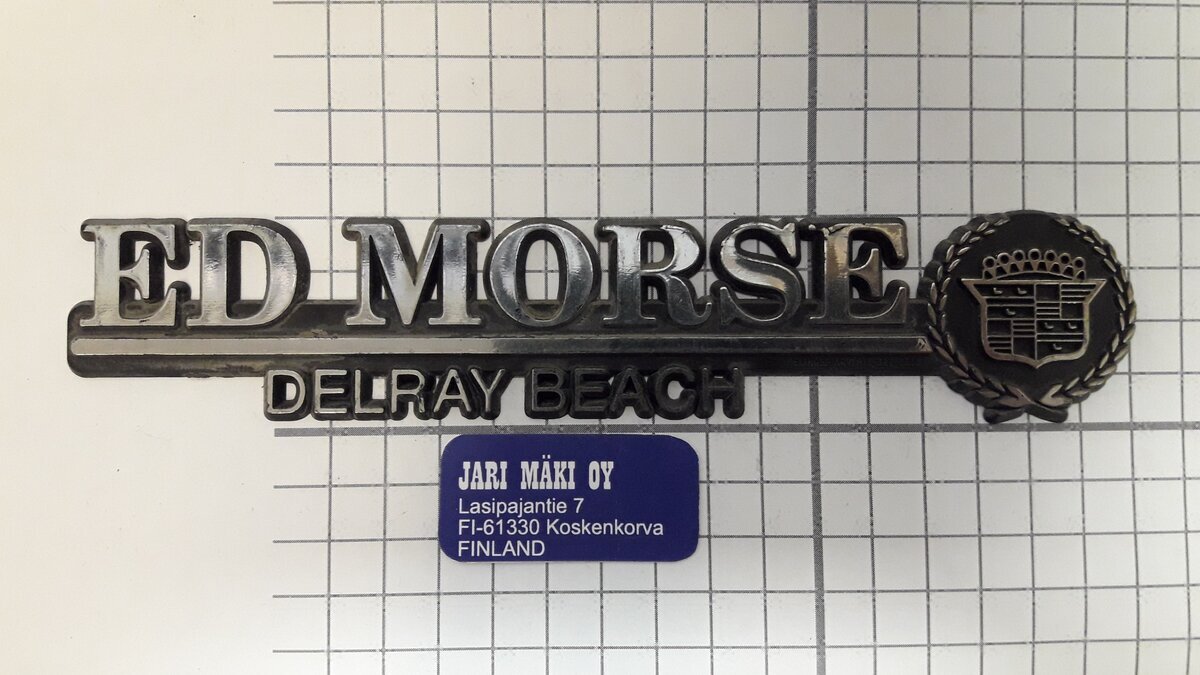 ED MORSE
DELRAY BEACH
JARI MÄKI OY
Lasipajantie 7
FI-61330 Koskenkorva
FINLAND